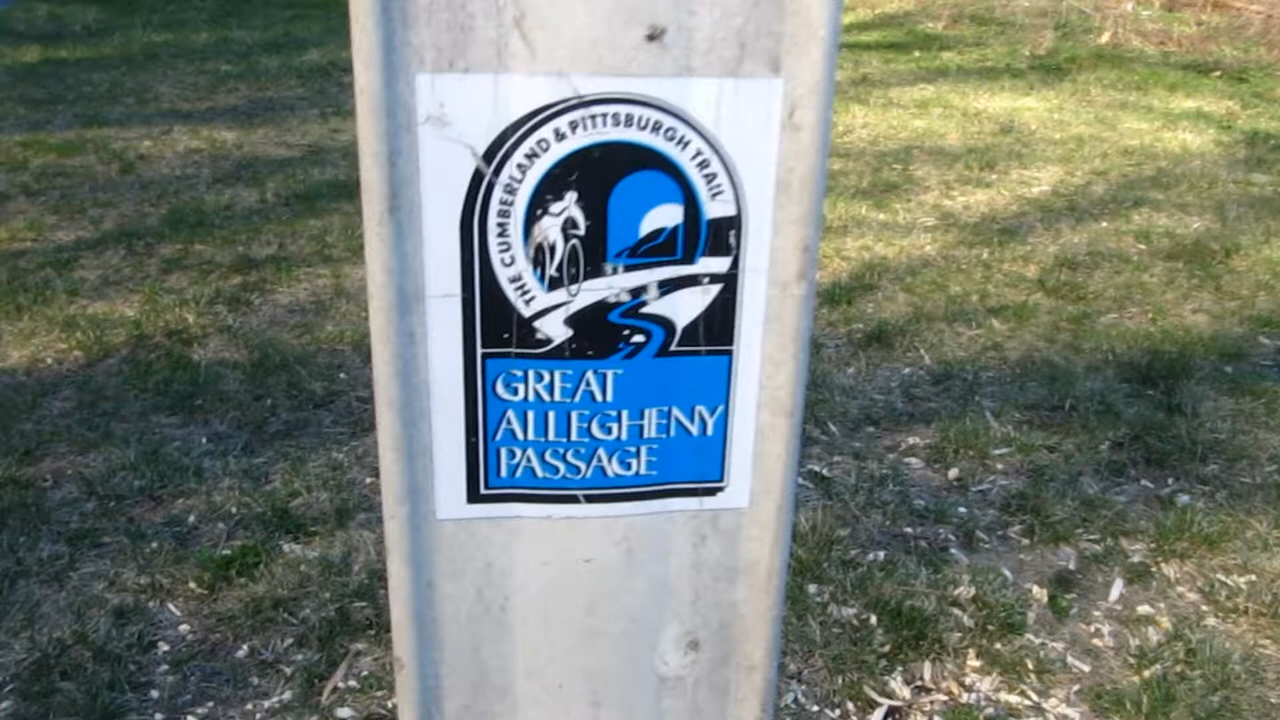 THE CUMBERLAND & PITTSBURGH TRAIL
GREAT
ALLEGHENY
PASSAGE